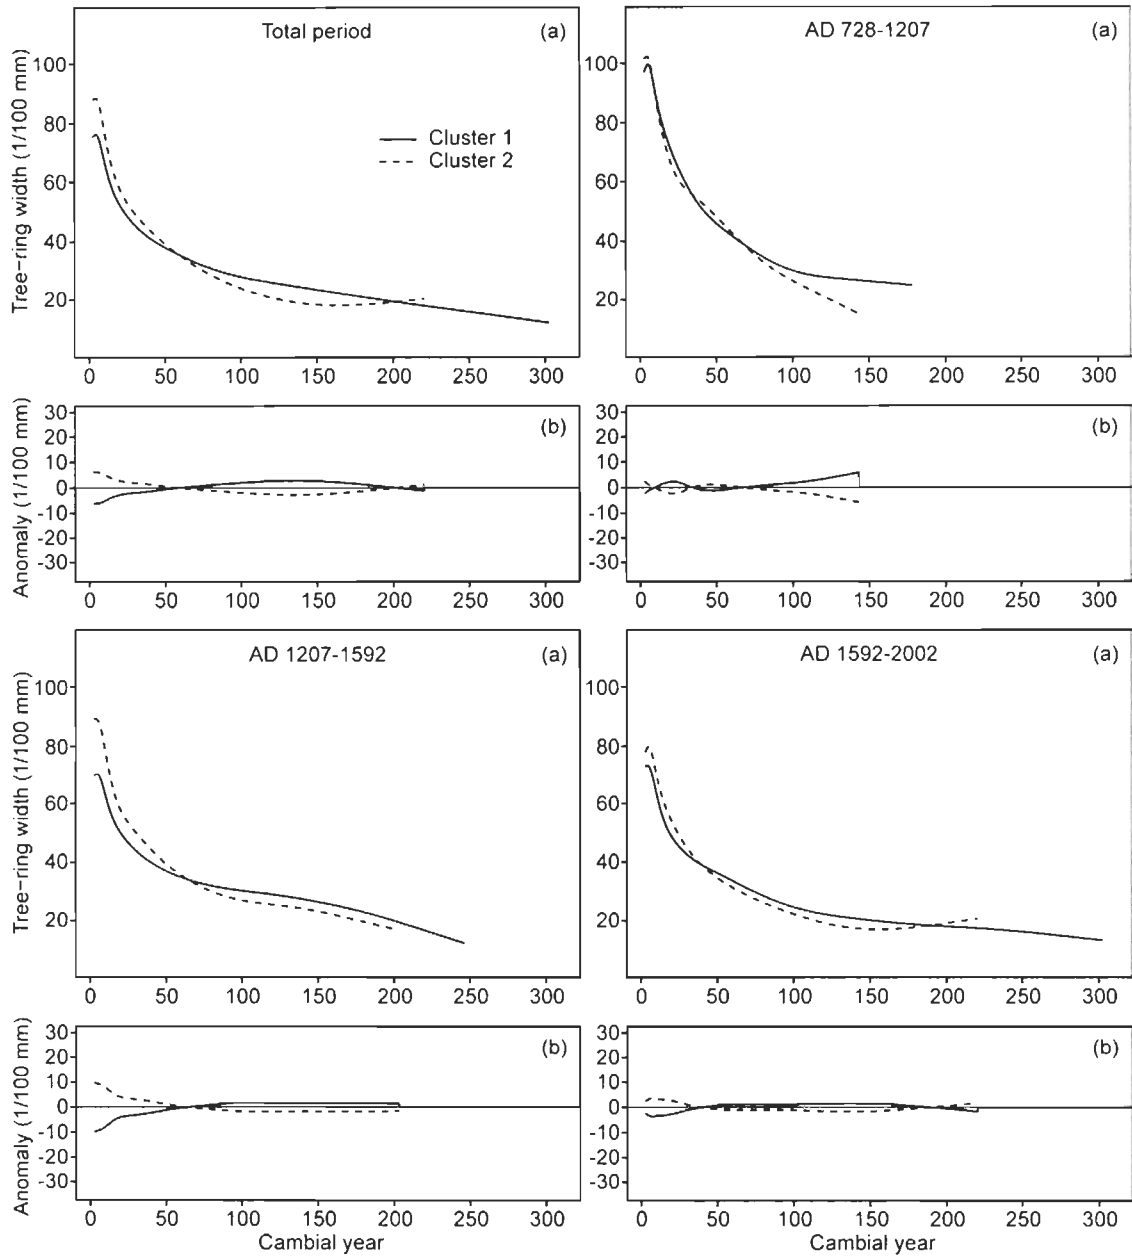 Total period (a)
Tree-ring width (1/100 mm)
100
80
60
40
20
Cluster 1
Cluster 2
0 50 100 150 200 250 300
AD 728-1207 (a)
100
80
60
40
20
0 50 100 150 200 250 300
(b)
Anomaly (1/100 mm)
30
20
10
0
-10
-20
-30
0 50 100 150 200 250 300
(b)
30
20
10
0
-10
-20
-30
0 50 100 150 200 250 300
AD 1207-1592 (a)
Tree-ring width (1/100 mm)
100
80
60
40
20
0 50 100 150 200 250 300
AD 1592-2002 (a)
100
80
60
40
20
0 50 100 150 200 250 300
(b)
Anomaly (1/100 mm)
30
20
10
0
-10
-20
-30
0 50 100 150 200 250 300
Cambial year
(b)
30
20
10
0
-10
-20
-30
0 50 100 150 200 250 300
Cambial year